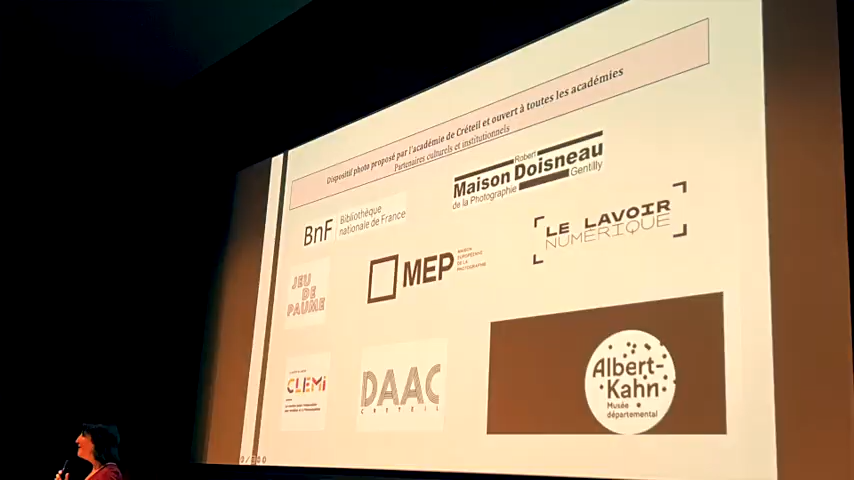 Dispositif photo proposé par l'académie de Créteil et ouvert à toutes les académies
Partenaires culturels et institutionnels
Robert
Maison Doisneau
de la Photographie Gentilly
BnF Bibliothèque
nationale de France
LE LAVOIR
NUMÉRIQUE
MEP
MAISON
EUROPÉENNE
DE LA
PHOTOGRAPHIE
JEU
DE
PAUME
CLEMI
DAAC
CRÉTEIL
Albert-
Kahn
Musée
départemental